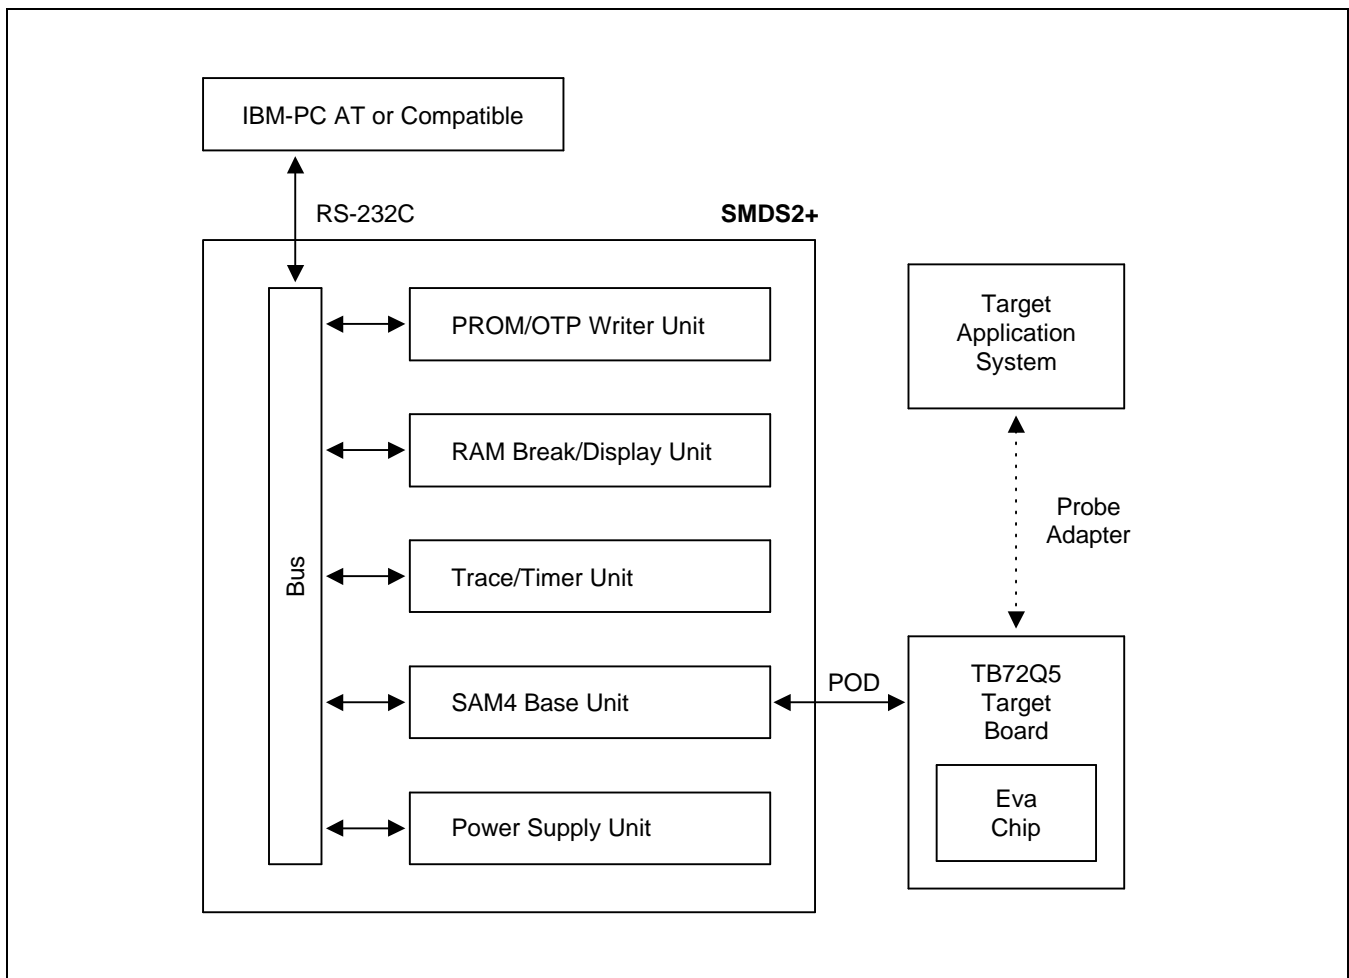 IBM-PC AT or Compatible
RS-232C
SMDS2+
Bus
PROM/OTP Writer Unit
RAM Break/Display Unit
Trace/Timer Unit
SAM4 Base Unit
Power Supply Unit
POD
Target
Application
System
Probe
Adapter
TB72Q5
Target
Board
Eva
Chip